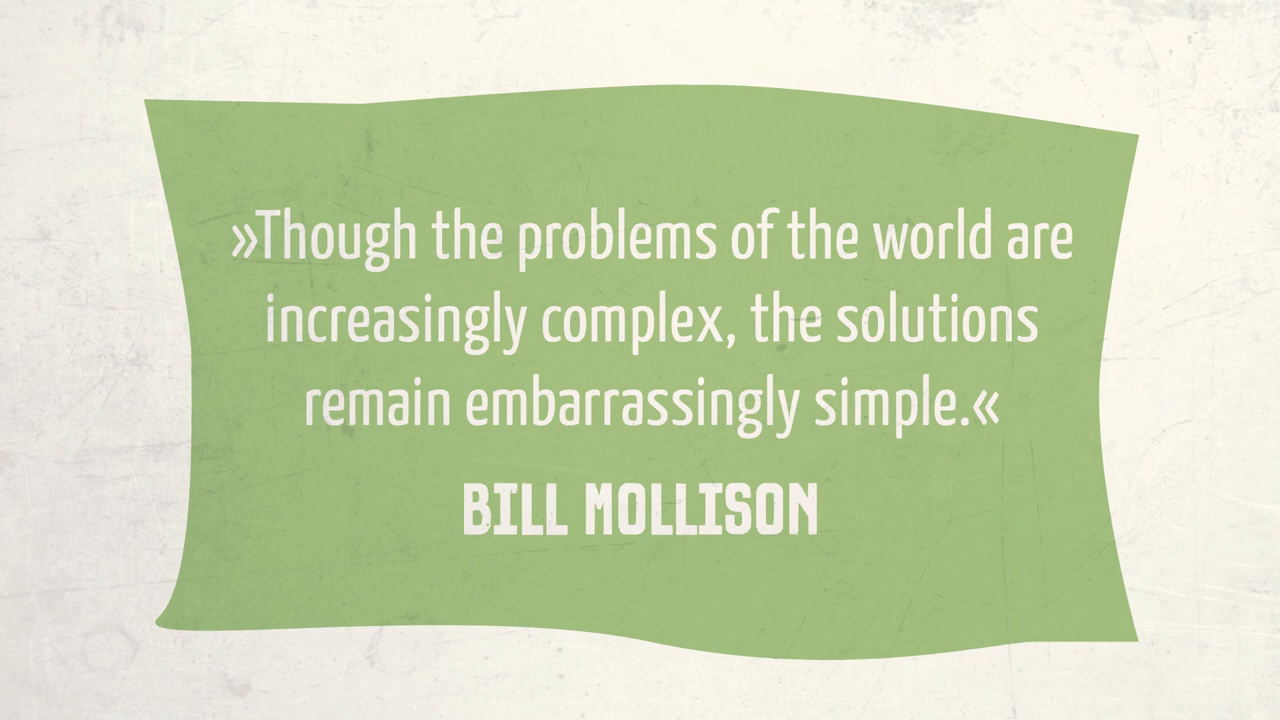 »Though the problems of the world are
increasingly complex, the solutions
remain embarrassingly simple.«
BILL MOLLISON